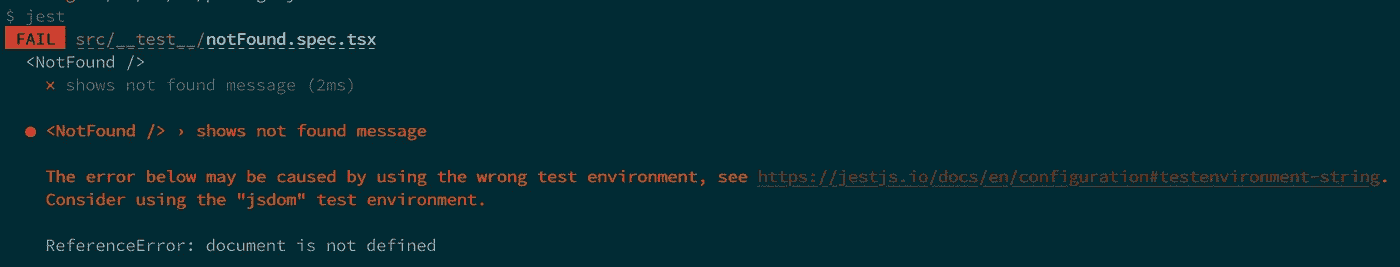 $ jest
FAIL src/__test__/notFound.spec.tsx
<NotFound />
✕ shows not found message (2ms)
● <NotFound /> › shows not found message
The error below may be caused by using the wrong test environment, see https://jestjs.io/docs/en/configuration#testenvironment-string.
Consider using the "jsdom" test environment.
ReferenceError: document is not defined